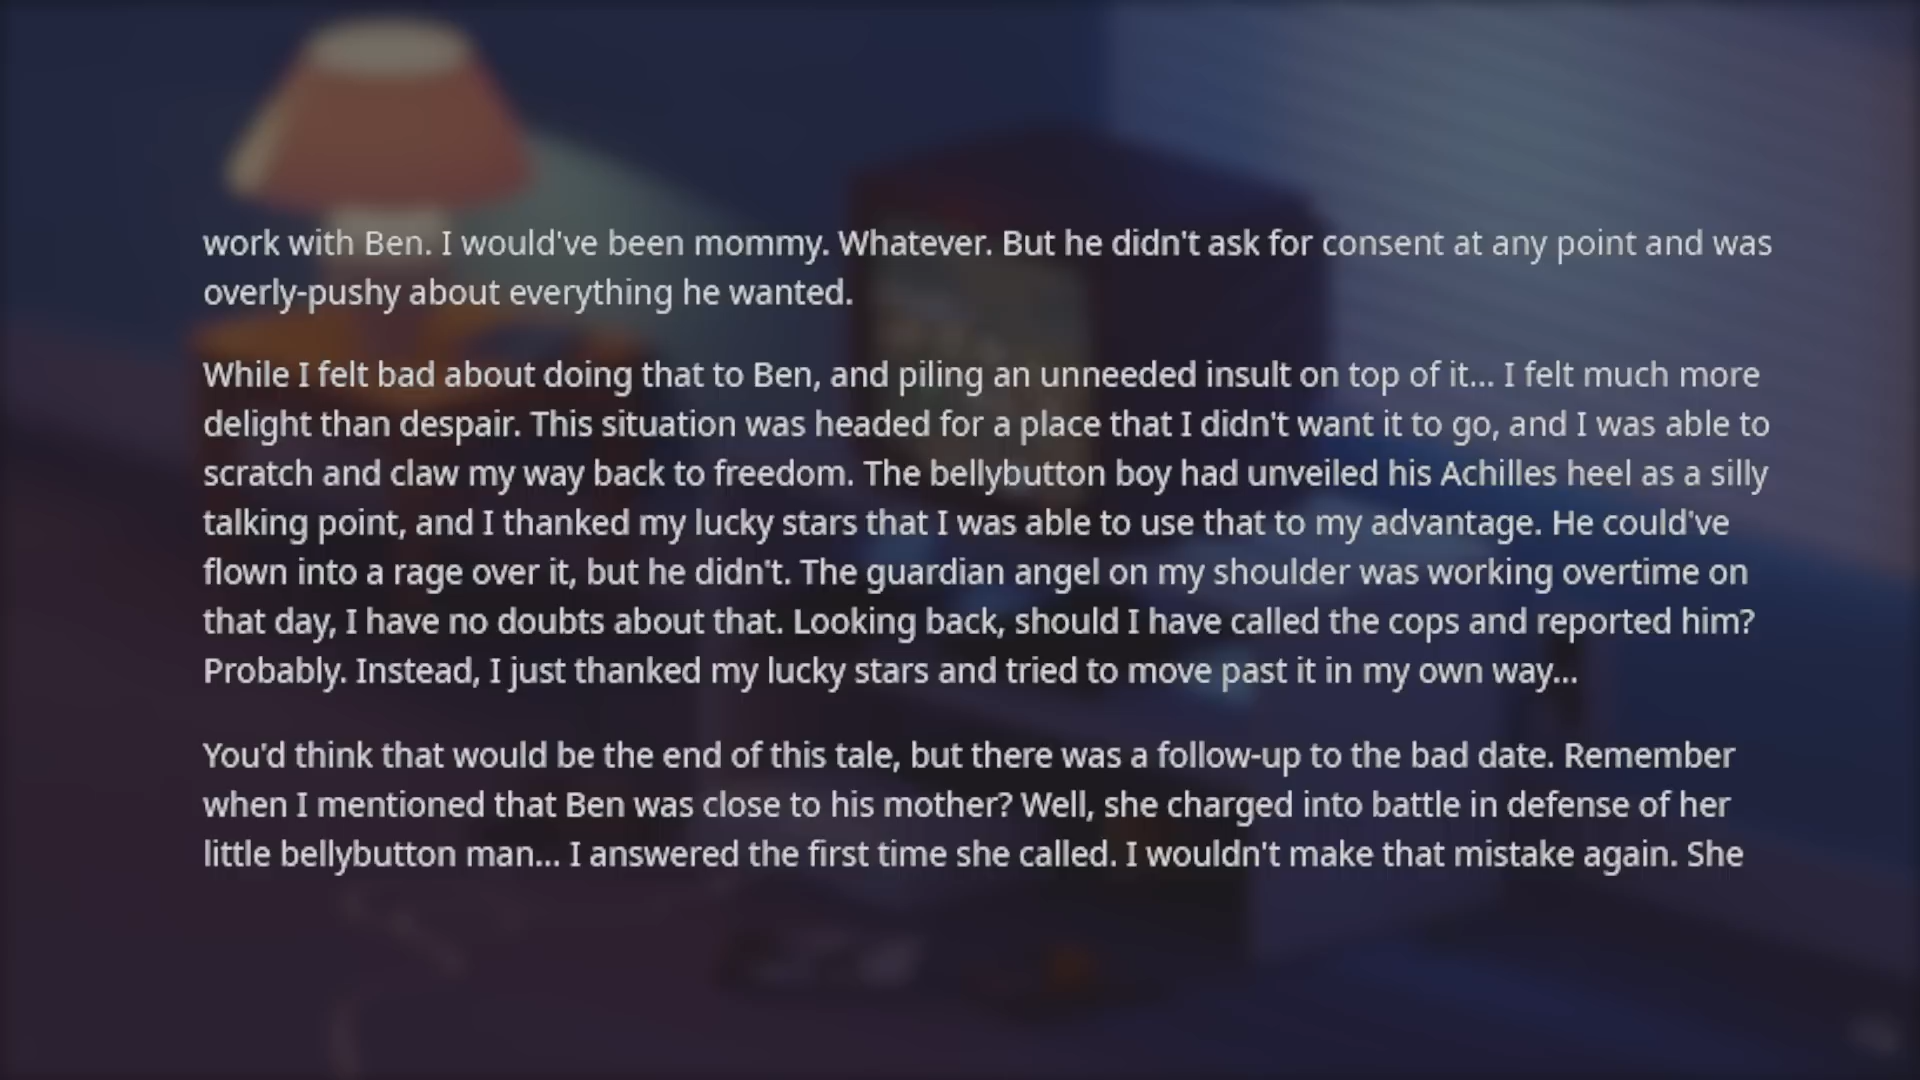 work with Ben. I would've been mommy. Whatever. But he didn't ask for consent at any point and was
overly-pushy about everything he wanted.
While I felt bad about doing that to Ben, and piling an unneeded insult on top of it... I felt much more
delight than despair. This situation was headed for a place that I didn't want it to go, and I was able to
scratch and claw my way back to freedom. The bellybutton boy had unveiled his Achilles heel as a silly
talking point, and I thanked my lucky stars that I was able to use that to my advantage. He could've
flown into a rage over it, but he didn't. The guardian angel on my shoulder was working overtime on
that day, I have no doubts about that. Looking back, should I have called the cops and reported him?
Probably. Instead, I just thanked my lucky stars and tried to move past it in my own way...
You'd think that would be the end of this tale, but there was a follow-up to the bad date. Remember
when I mentioned that Ben was close to his mother? Well, she charged into battle in defense of her
little bellybutton man... I answered the first time she called. I wouldn't make that mistake again. She